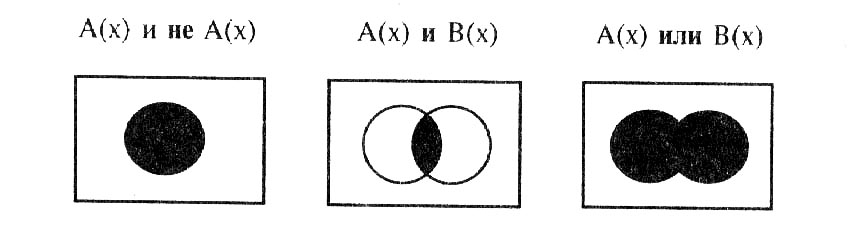 A(x) и не A(x)
A(x) и B(x)
A(x) или B(x)